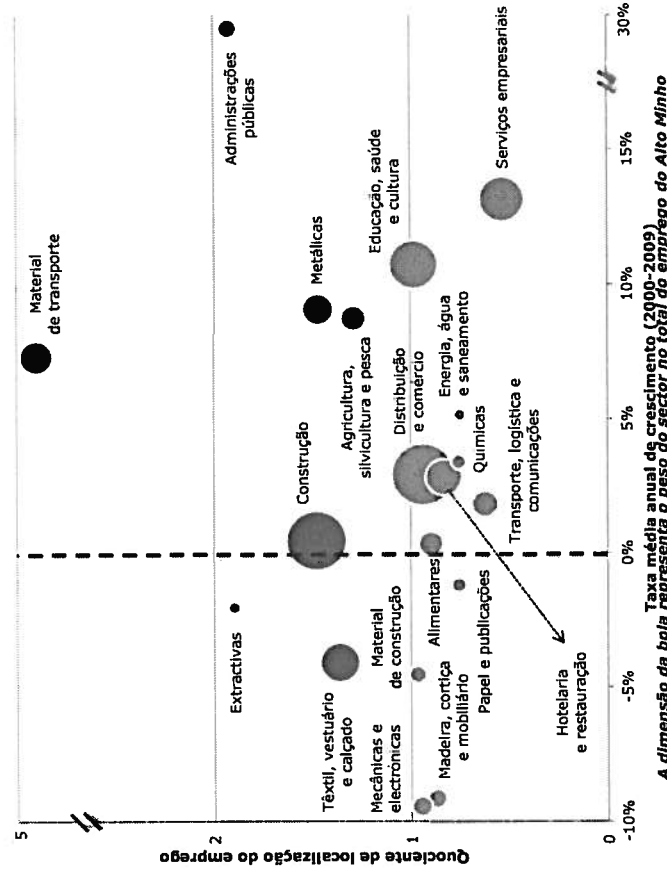 Quociente de localização do emprego
5
2
1
0
Material
de transporte
Administrações
públicas
Extractivas
Construção
Metálicas
Têxtil, vestuário
e calçado
Agricultura,
silvicultura e pesca
Educação, saúde
e cultura
Mecânicas e
electrónicas
Material
de construção
Distribuição
e comércio
Madeira, cortiça
e mobiliário
Alimentares
Energia, água
e saneamento
Papel e publicações
Químicas
Transporte, logística e
comunicações
Serviços empresariais
Hotelaria
e restauração
-10%
-5%
0%
5%
10%
15%
30%
Taxa média anual de crescimento (2000-2009)
A dimensão da bola representa o peso do sector no total do emprego do Alto Minho